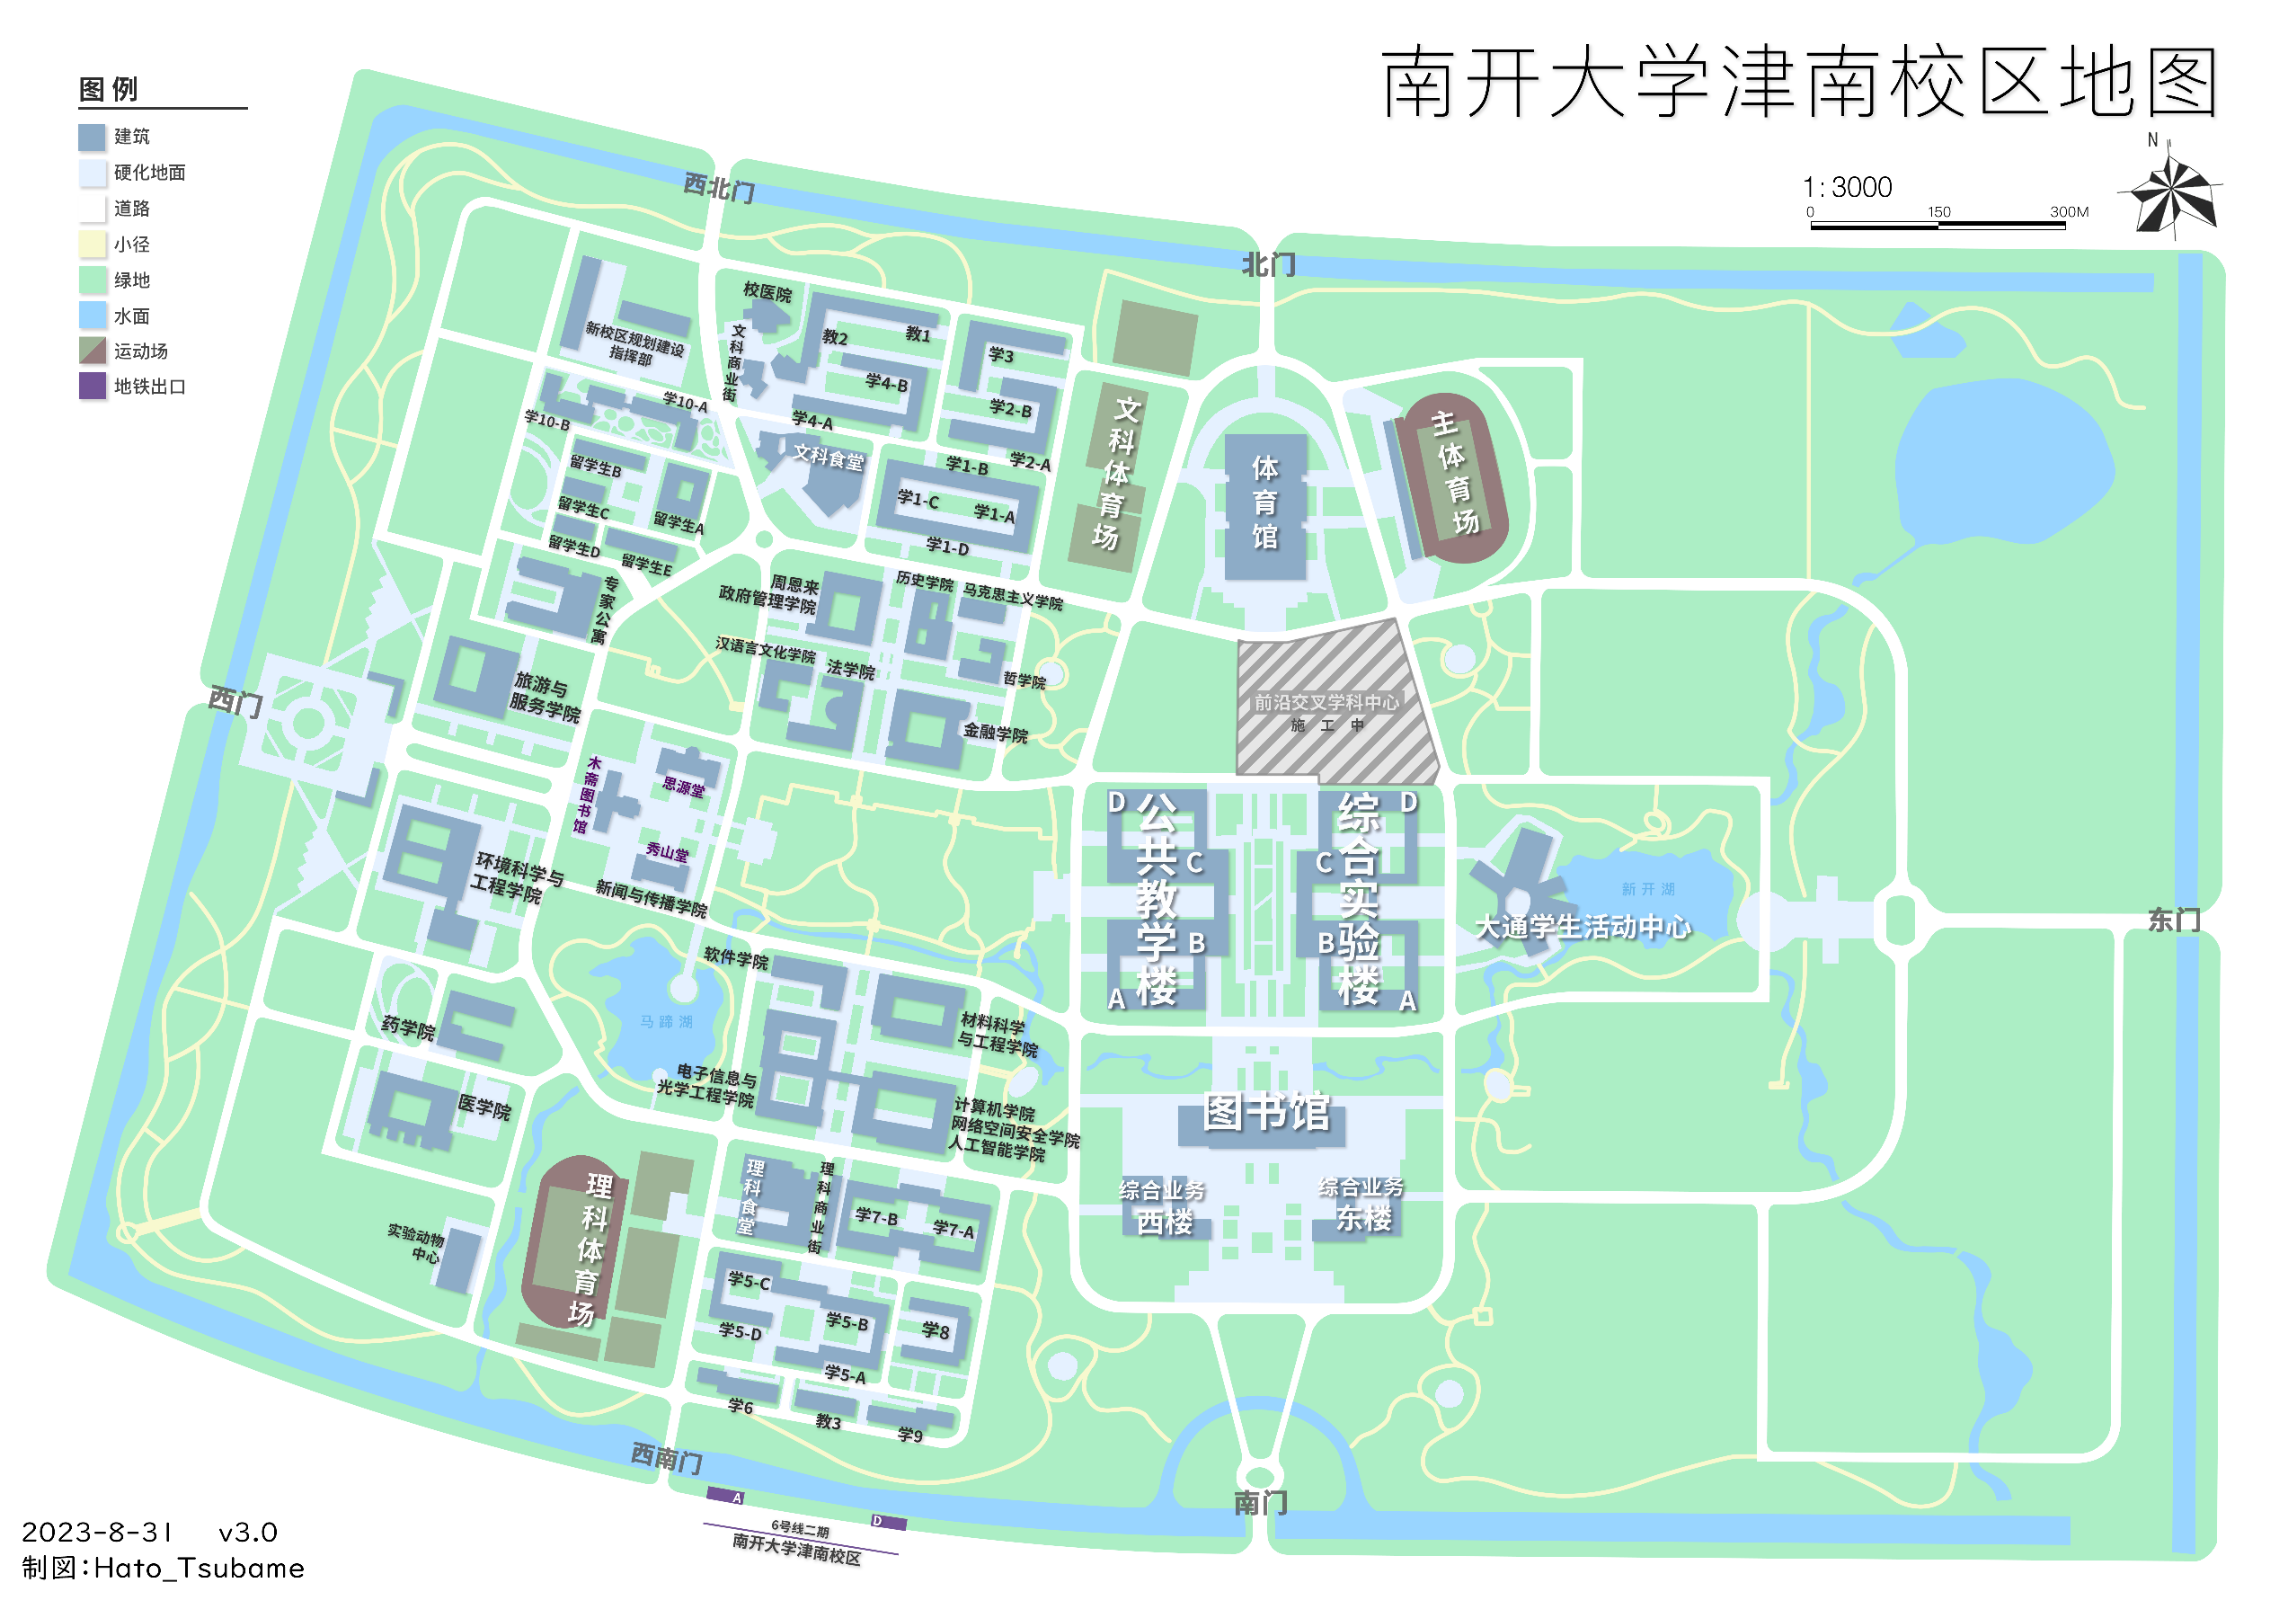 南开大学津南校区地图
图例
建筑
硬化地面
道路
小径
绿地
水面
运动场
地铁出口
N
1:3000
0 150 300M
西北门
北门
校医院
文科商业街
教2
教1
新校区规划建设
指挥部
学3
学4-B
学10-A
学10-B
学4-A
学2-B
学2-A
文科体育场
体育馆
主体育场
文科食堂
学1-B
学1-C
学1-A
学1-D
留学生B
留学生C
留学生A
留学生D
留学生E
专家公寓
周恩来
政府管理学院
历史学院
马克思主义学院
汉语言文化学院
法学院
哲学院
金融学院
西门
旅游与
服务学院
前沿交叉学科中心
施工中
木斋图书馆
思源堂
秀山堂
新闻与传播学院
环境科学与
工程学院
D
公共教学楼
C
B
A
D
综合实验楼
C
B
A
新开湖
大通学生活动中心
东门
软件学院
马蹄湖
材料科学
与工程学院
药学院
电子信息与
光学工程学院
医学院
计算机学院
网络空间安全学院
人工智能学院
图书馆
综合业务
西楼
综合业务
东楼
理科体育场
理科食堂
理科商业街
学7-B
学7-A
实验动物
中心
学5-C
学5-D
学5-B
学8
学5-A
学6
教3
学9
西南门
南门
A
D
6号线二期
南开大学津南校区
2023-8-31 v3.0
制図:Hato_Tsubame